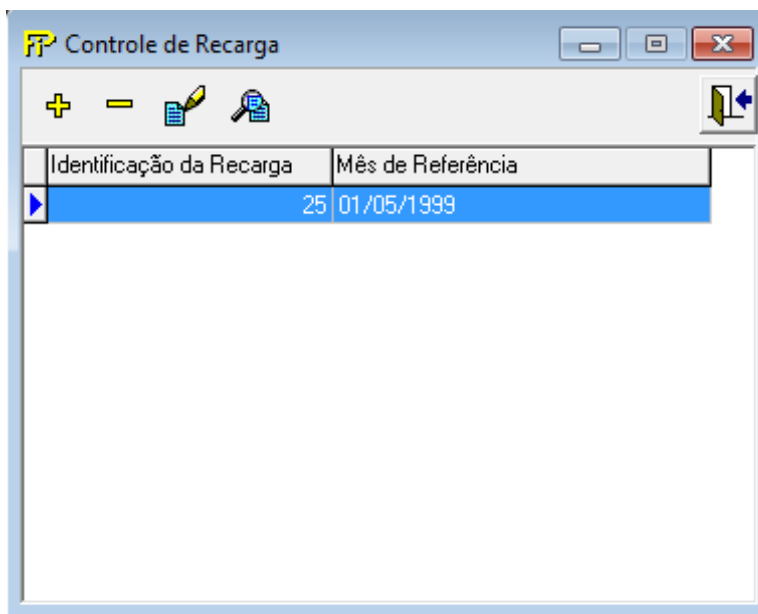 Controle de Recarga
Identificação da Recarga Mês de Referência
25 01/05/1999